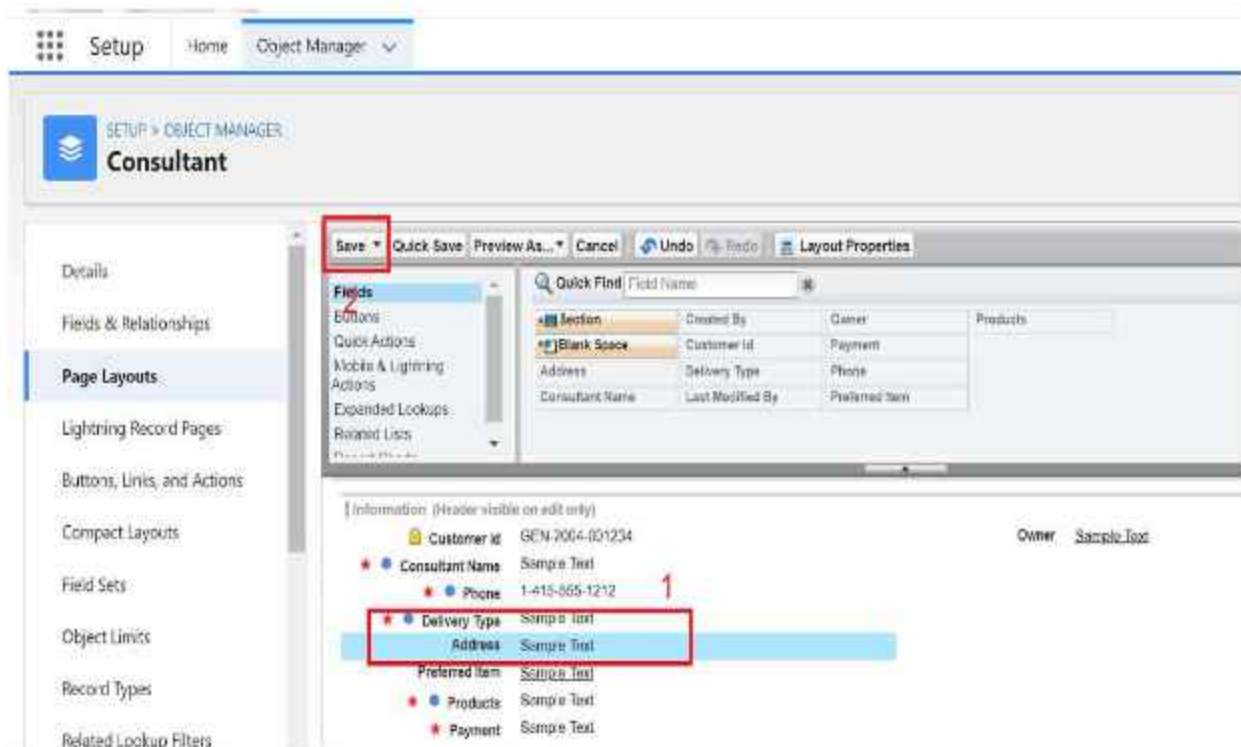 Setup Home Object Manager
SETUP > OBJECT MANAGER
Consultant
Details
Fields & Relationships
Page Layouts
Lightning Record Pages
Buttons, Links, and Actions
Compact Layouts
Field Sets
Object Limits
Record Types
Related Lookup Filters
Save Quick Save Preview As... Cancel Undo Redo Layout Properties
Fields
2
Buttons
Quick Actions
Mobile & Lightning
Actions
Expanded Lookups
Related Lists
Quick Find Field Name
Section Created By Owner Products
Blank Space Customer Id Payment
Address Delivery Type Phone
Consultant Name Last Modified By Preferred Item
Information (Header visible on edit only)
Customer Id GEN-2004-001234 Owner Sample Text
Consultant Name Sample Text
Phone 1-415-555-1212 1
Delivery Type Sample Text
Address Sample Text
Preferred Item Sample Text
Products Sample Text
Payment Sample Text